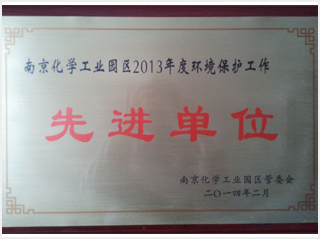 南京化学工业园区2013年度环境保护工作
先进单位
南京化学工业园区管委会
二〇一四年二月